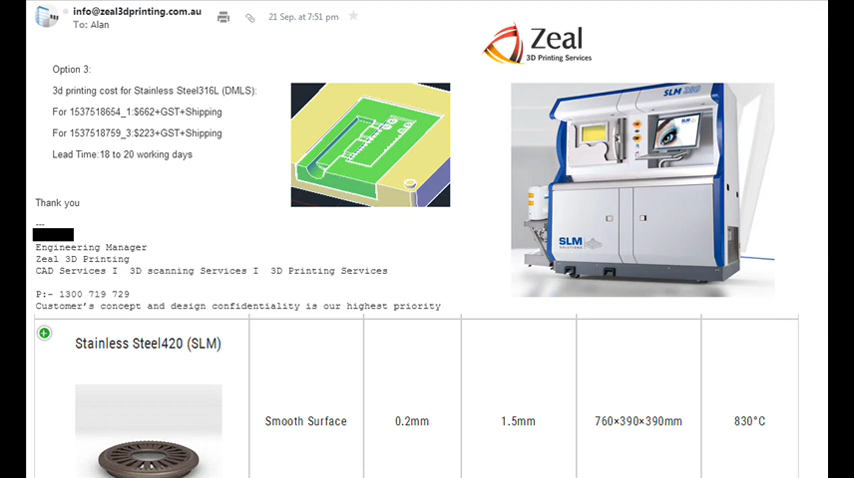 info@zeal3dprinting.com.au
To: Alan
21 Sep. at 7:51 pm
Zeal
3D Printing Services
Option 3:
3d printing cost for Stainless Steel316L (DMLS):
For 1537518654_1:$662+GST+Shipping
For 1537518759_3:$223+GST+Shipping
Lead Time:18 to 20 working days
SLM 280
SLM
SLM
SOLUTIONS
Thank you
---
Engineering Manager
Zeal 3D Printing
CAD Services I 3D scanning Services I 3D Printing Services
P:- 1300 719 729
Customer's concept and design confidentiality is our highest priority
Stainless Steel420 (SLM)
Smooth Surface
0.2mm
1.5mm
760×390×390mm
830°C